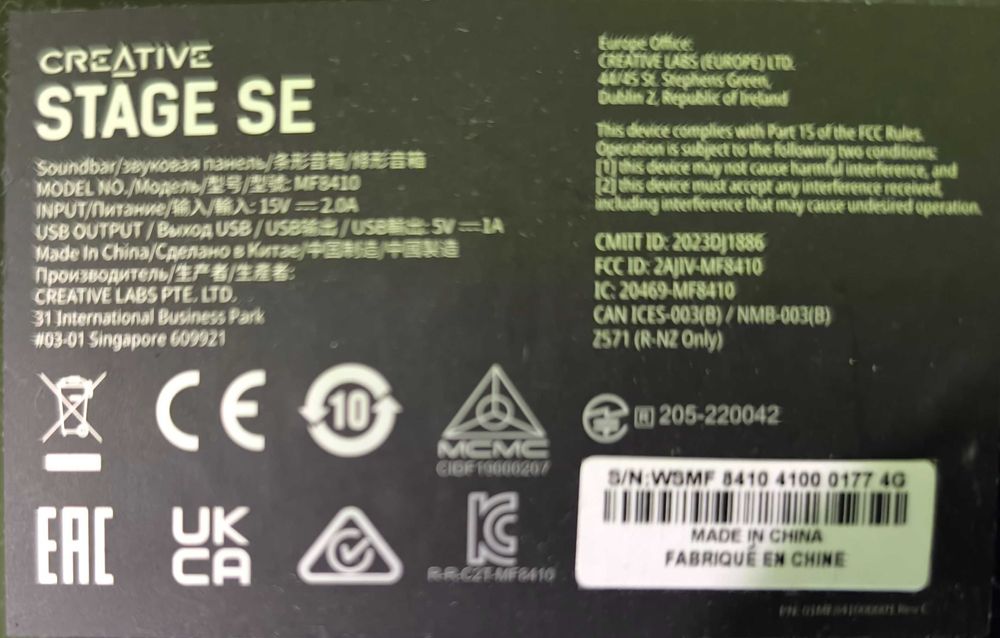 CREATIVE
STAGE SE
Soundbar/звуковая панель/条形音箱/條形音箱
MODEL NO./Модель/型号/型號: MF8410
INPUT/Питание/输入/輸入: 15V ⎓ 2.0A
USB OUTPUT / Выход USB / USB输出 / USB輸出: 5V ⎓ 1A
Made In China/Сделано в Китае/中国制造/中國製造
Производитель/生产者/生產者:
CREATIVE LABS PTE. LTD.
31 International Business Park
#03-01 Singapore 609921
Europe Office:
CREATIVE LABS (EUROPE) LTD.
44/45 St. Stephens Green,
Dublin 2, Republic of Ireland
This device complies with Part 15 of the FCC Rules.
Operation is subject to the following two conditions:
[1] this device may not cause harmful interference, and
[2] this device must accept any interference received,
including interference that may cause undesired operation.
CMIIT ID: 2023DJ1886
FCC ID: 2AJIV-MF8410
IC: 20469-MF8410
CAN ICES-003(B) / NMB-003(B)
Z571 (R-NZ Only)
CE
10
MCMC
CIDF10000207
R 205-220042
EAC
UK
CA
R-R-C2T-MF8410
S/N:WSMF 8410 4100 0177 4G
MADE IN CHINA
FABRIQUÉ EN CHINE